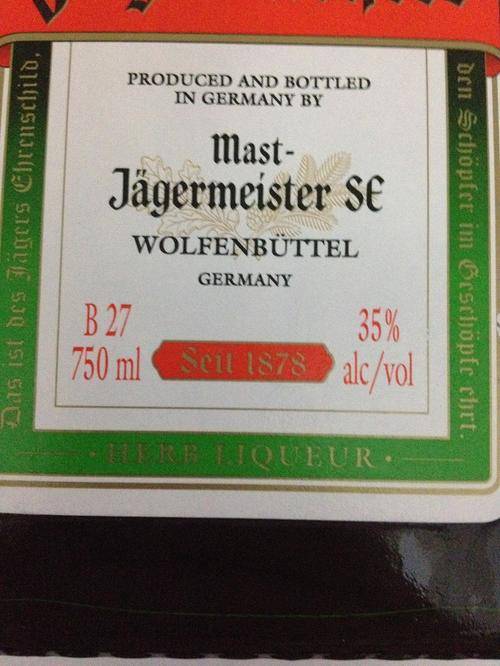 PRODUCED AND BOTTLED
IN GERMANY BY
Mast-
Jägermeister SE
WOLFENBÜTTEL
GERMANY
B 27
750 ml
Seit 1878
35%
alc/vol
· HERB LIQUEUR ·
Das ist des Jägers Ehrenschild,
den Schöpfer im Geschöpfe ehrt.